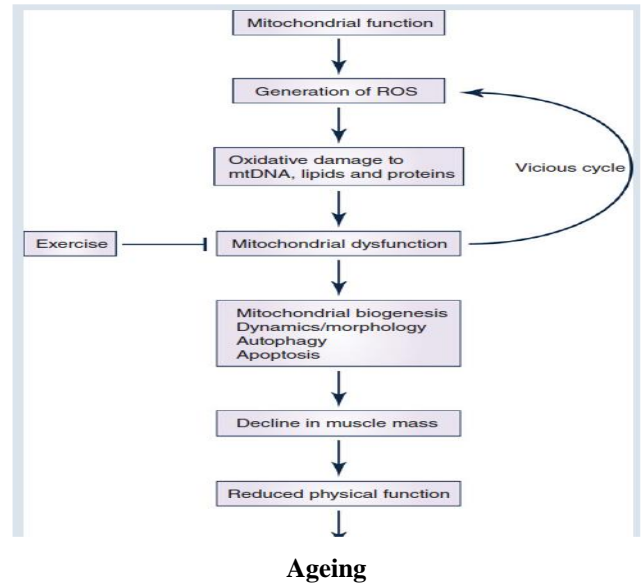 Mitochondrial function
Generation of ROS
Oxidative damage to
mtDNA, lipids and proteins
Vicious cycle
Exercise
Mitochondrial dysfunction
Mitochondrial biogenesis
Dynamics/morphology
Autophagy
Apoptosis
Decline in muscle mass
Reduced physical function
Ageing